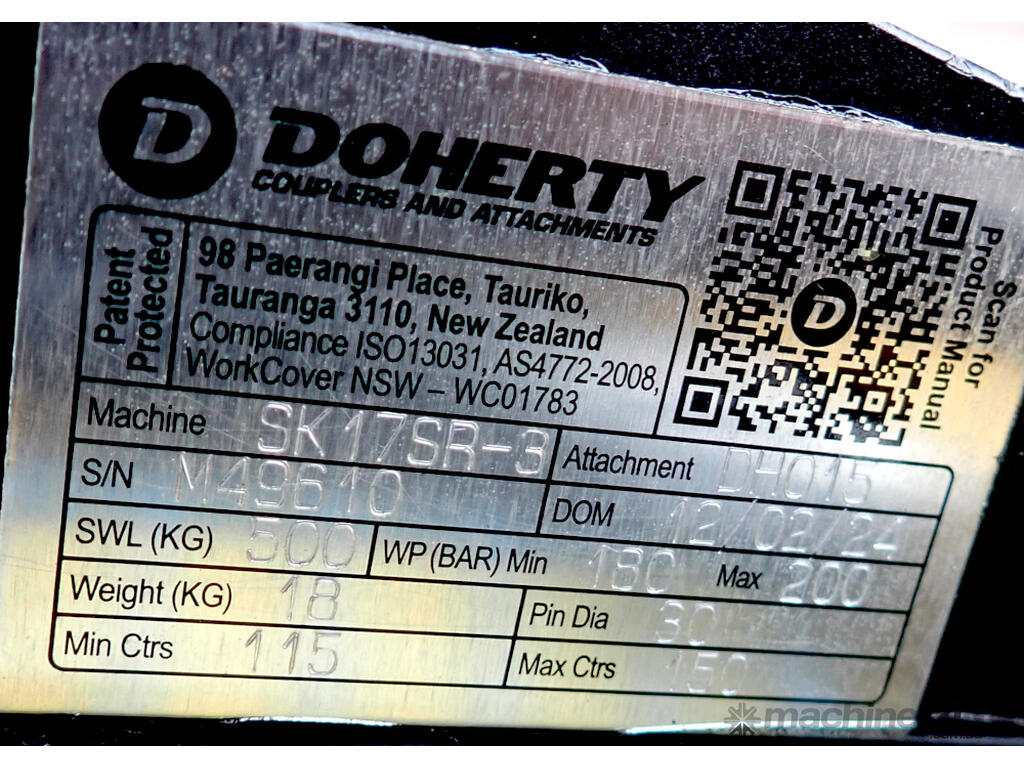 D DOHERTY
COUPLERS AND ATTACHMENTS
Patent
Protected
98 Paerangi Place, Tauriko,
Tauranga 3110, New Zealand
Compliance ISO13031, AS4772-2008,
WorkCover NSW – WC01783
D
Scan for
Product Manual
Machine SK17SR-3
Attachment DH015
S/N M49610
DOM 12/02/24
SWL (KG) 500
WP (BAR) Min 180 Max 200
Weight (KG) 18
Pin Dia 30
Min Ctrs 115
Max Ctrs 150
machine